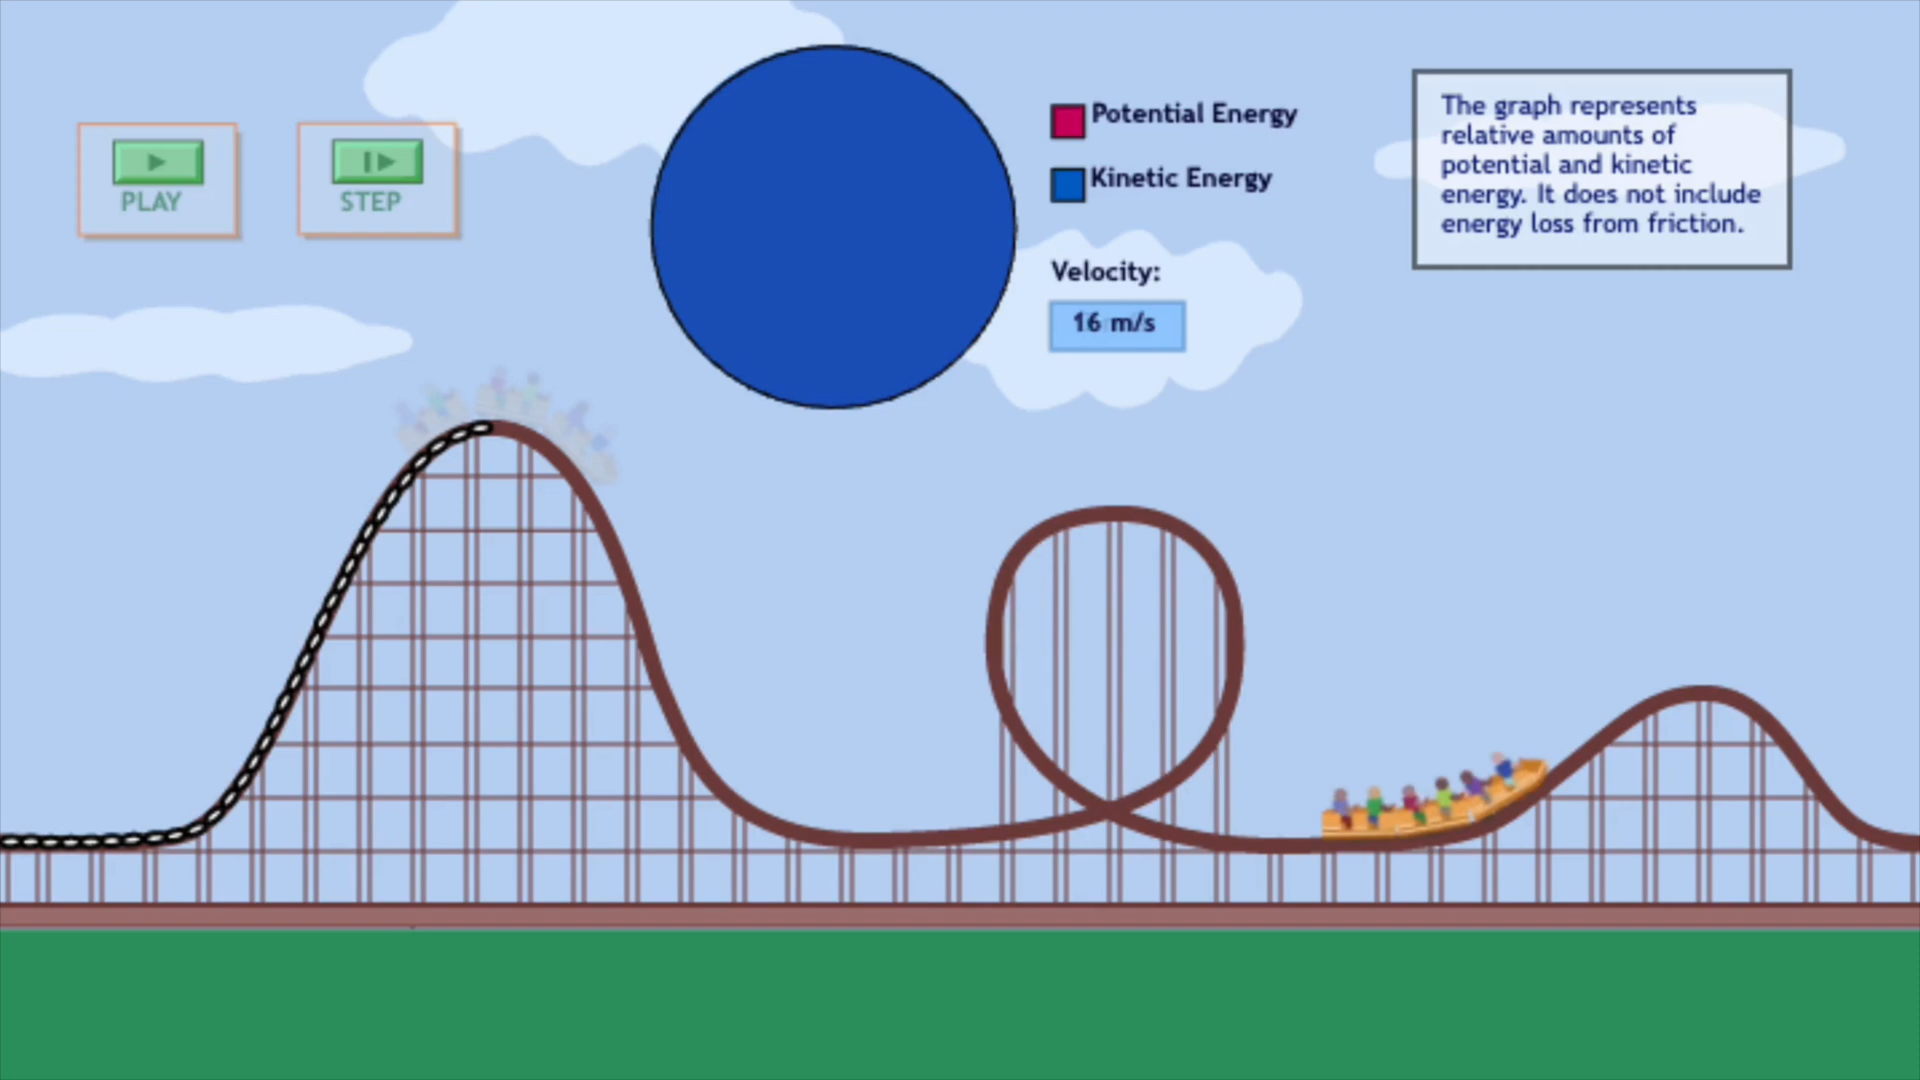 PLAY
STEP
Potential Energy
Kinetic Energy
Velocity:
16 m/s
The graph represents
relative amounts of
potential and kinetic
energy. It does not include
energy loss from friction.